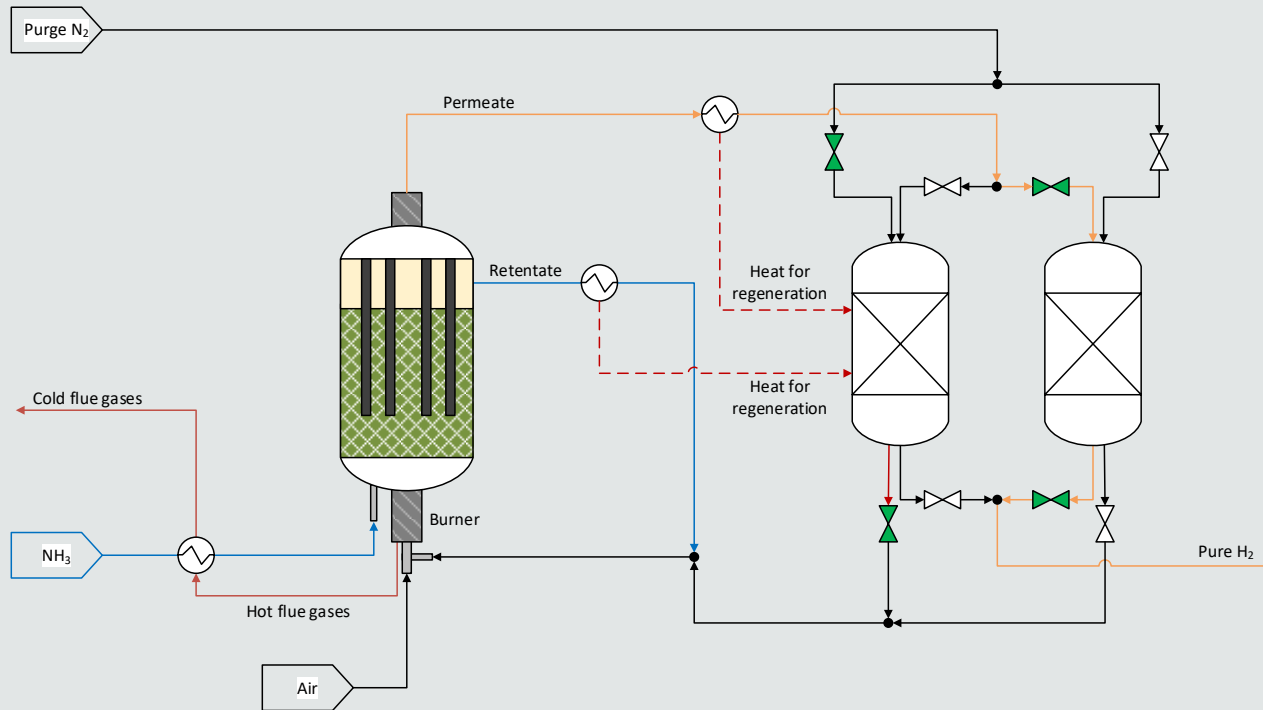 Purge N₂
Permeate
Retentate
Heat for
regeneration
Heat for
regeneration
Cold flue gases
Burner
NH₃
Hot flue gases
Pure H₂
Air